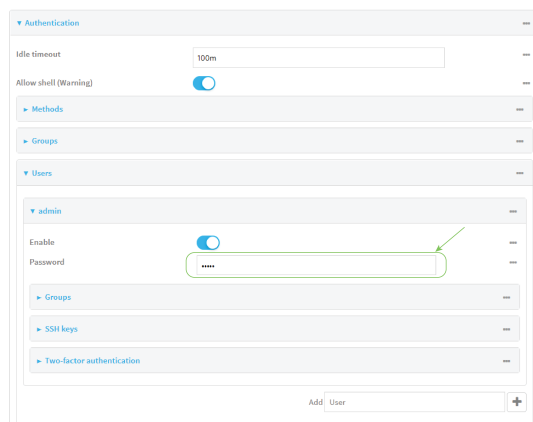 Authentication
Idle timeout 100m
Allow shell (Warning)
Methods
Groups
Users
admin
Enable
Password •••••
Groups
SSH keys
Two-factor authentication
Add User